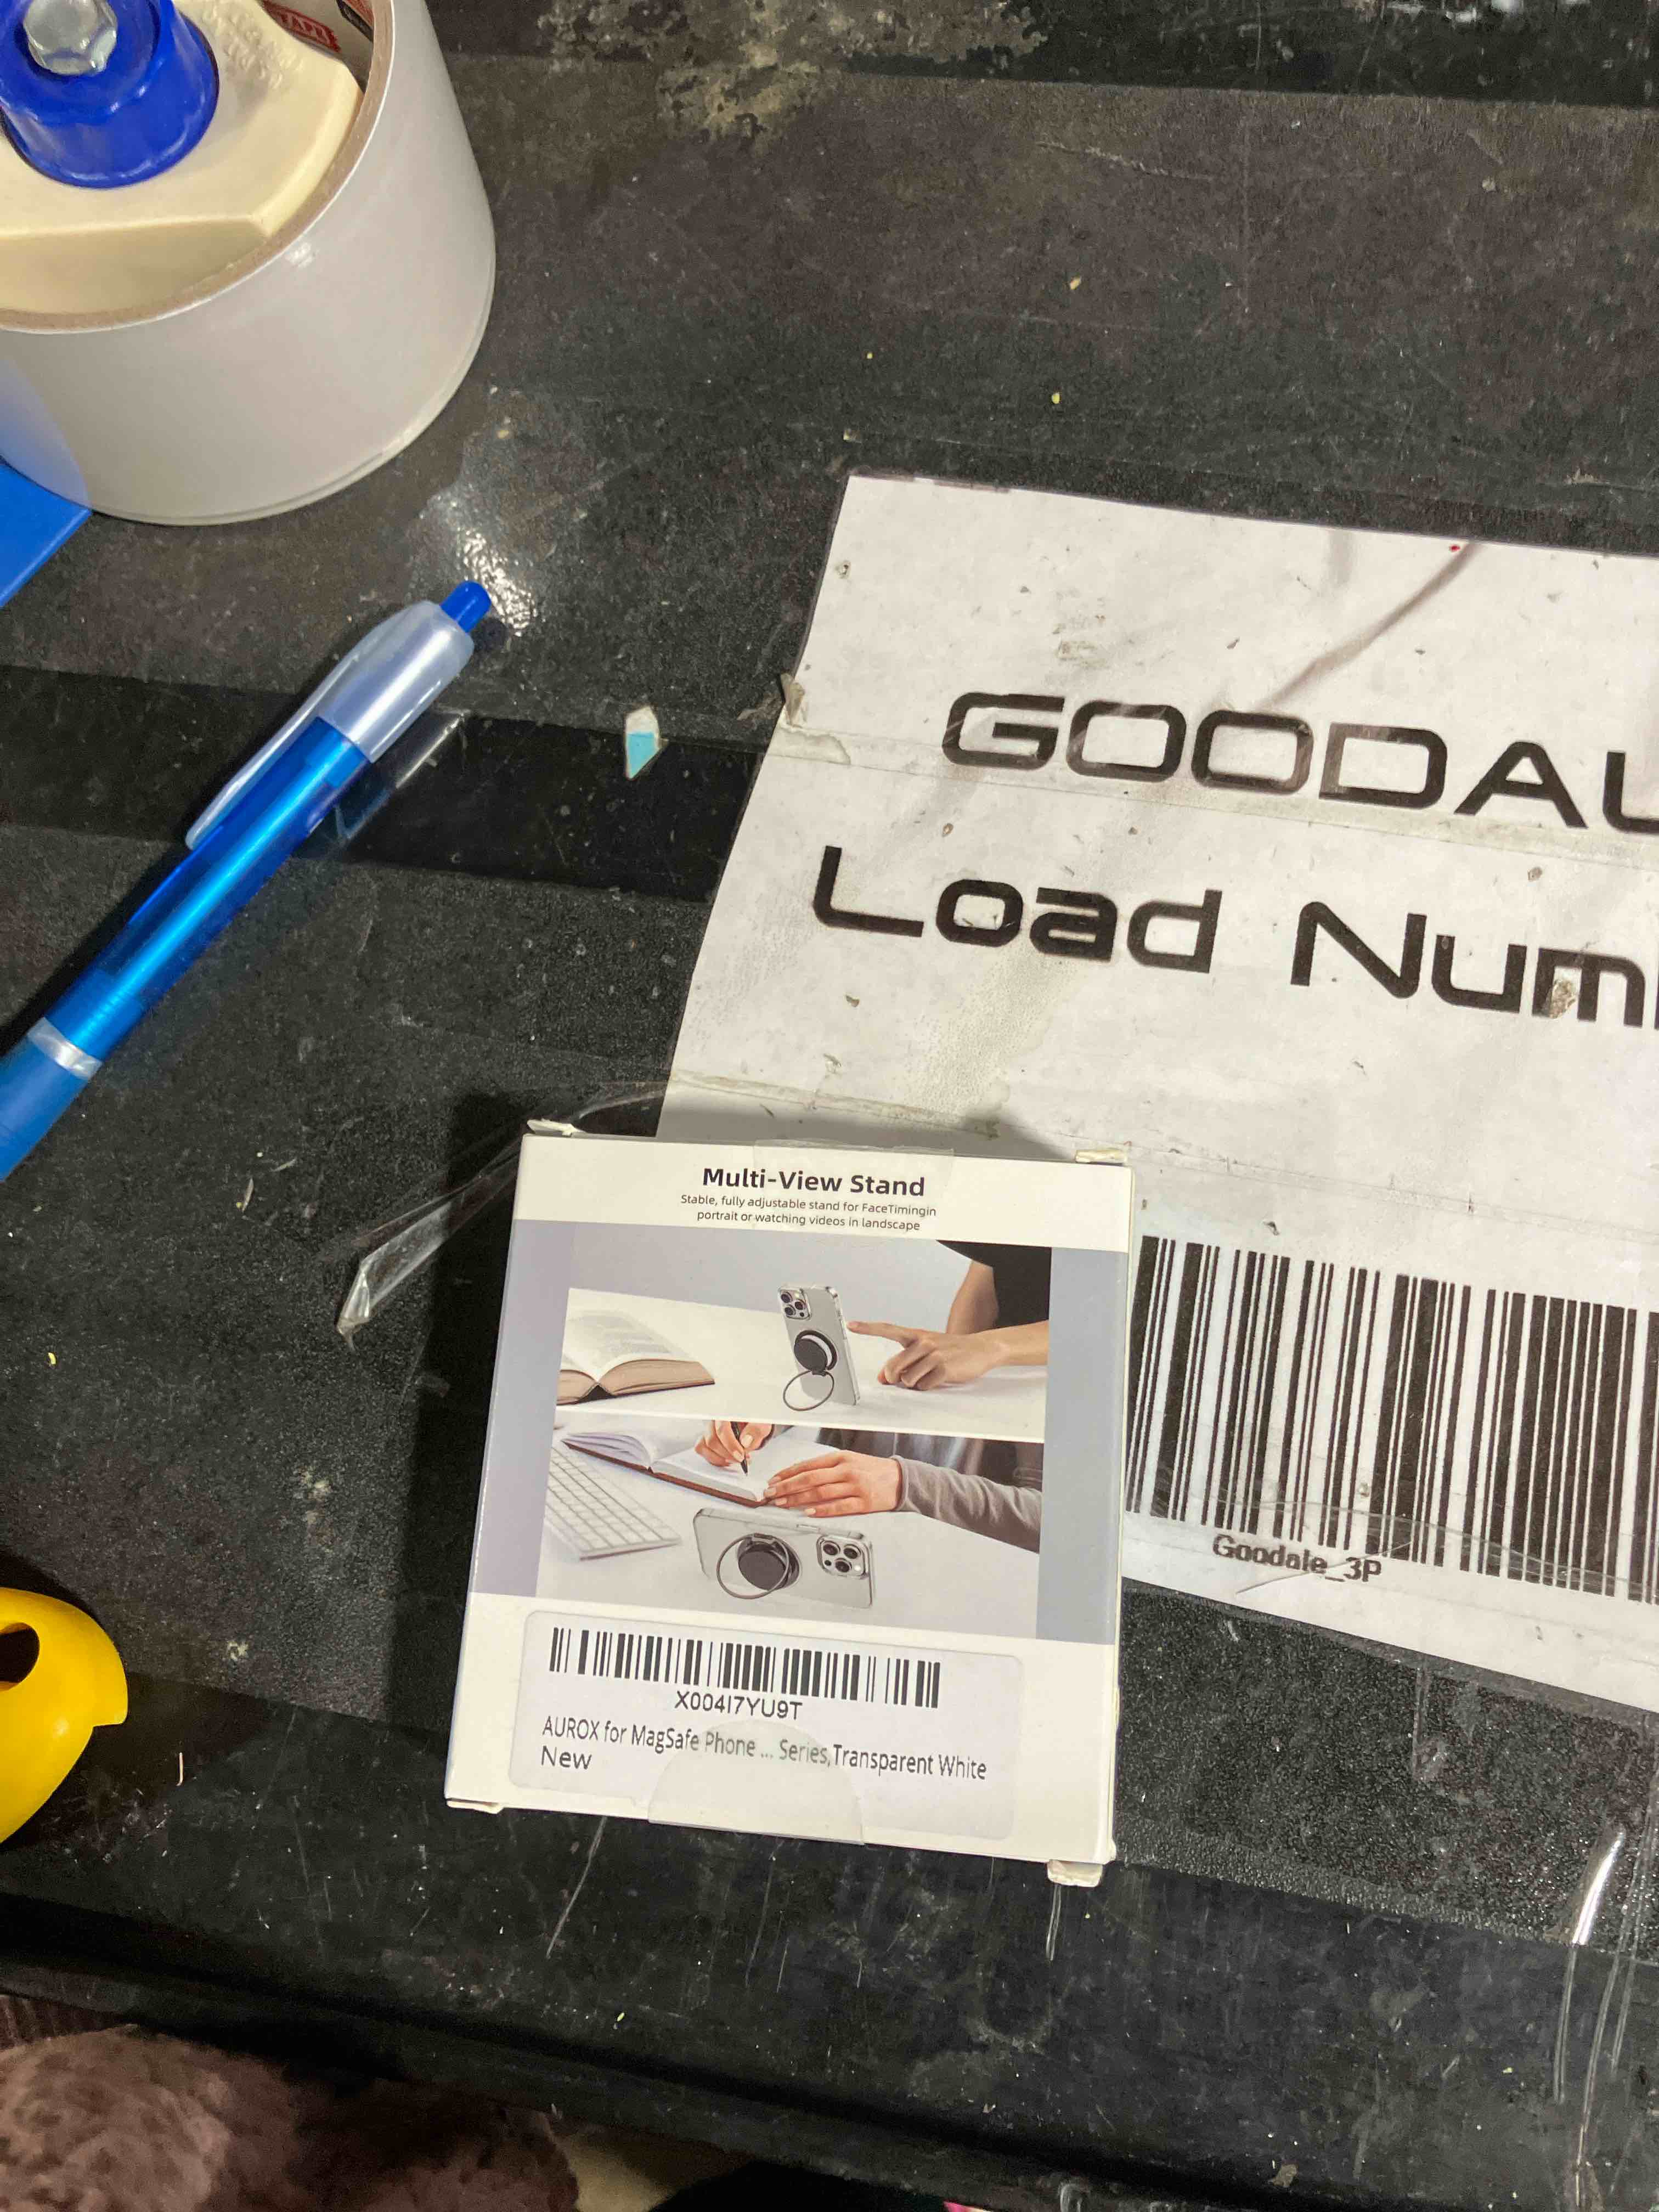 TAPE
GOODAL
Load Num
Goodale_3P
Multi-View Stand
Stable, fully adjustable stand for FaceTimingin
portrait or watching videos in landscape
X004I7YU9T
AUROX for MagSafe Phone ... Series,Transparent White
New